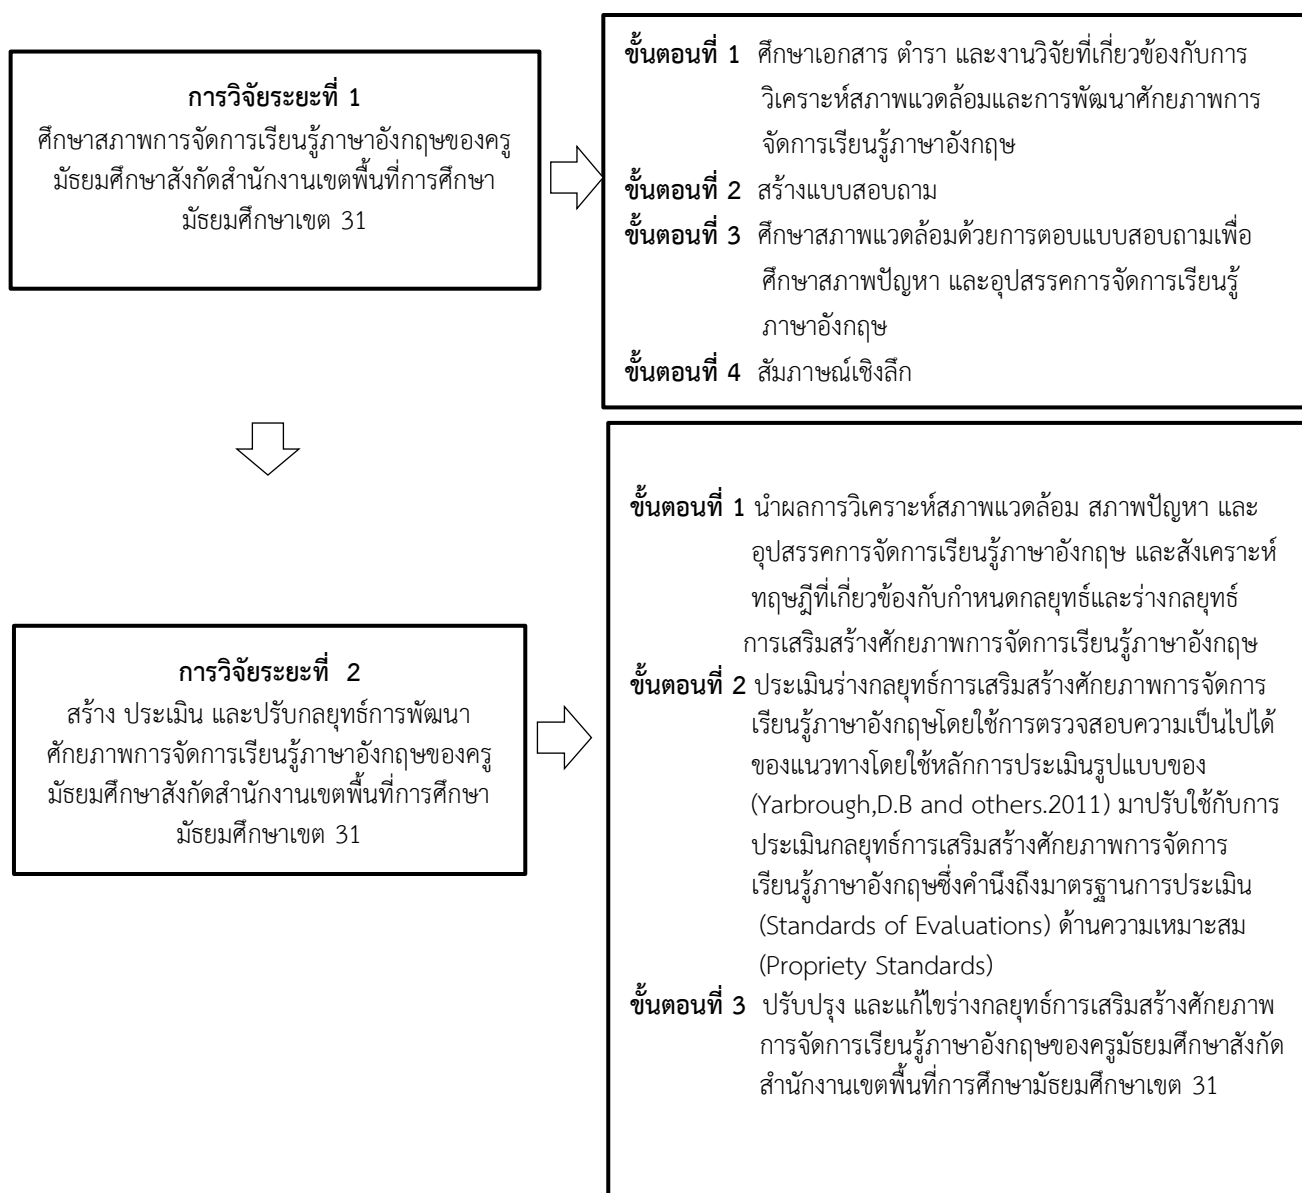 การวิจัยระยะที่ 1
ศึกษาสภาพการจัดการเรียนรู้ภาษาอังกฤษของครู
มัธยมศึกษาสังกัดสำนักงานเขตพื้นที่การศึกษา
มัธยมศึกษาเขต 31
ขั้นตอนที่ 1 ศึกษาเอกสาร ตำรา และงานวิจัยที่เกี่ยวข้องกับการ
วิเคราะห์สภาพแวดล้อมและการพัฒนาศักยภาพการ
จัดการเรียนรู้ภาษาอังกฤษ
ขั้นตอนที่ 2 สร้างแบบสอบถาม
ขั้นตอนที่ 3 ศึกษาสภาพแวดล้อมด้วยการตอบแบบสอบถามเพื่อ
ศึกษาสภาพปัญหา และอุปสรรคการจัดการเรียนรู้
ภาษาอังกฤษ
ขั้นตอนที่ 4 สัมภาษณ์เชิงลึก
การวิจัยระยะที่ 2
สร้าง ประเมิน และปรับกลยุทธ์การพัฒนา
ศักยภาพการจัดการเรียนรู้ภาษาอังกฤษของครู
มัธยมศึกษาสังกัดสำนักงานเขตพื้นที่การศึกษา
มัธยมศึกษาเขต 31
ขั้นตอนที่ 1 นำผลการวิเคราะห์สภาพแวดล้อม สภาพปัญหา และ
อุปสรรคการจัดการเรียนรู้ภาษาอังกฤษ และสังเคราะห์
ทฤษฎีที่เกี่ยวข้องกับกำหนดกลยุทธ์และร่างกลยุทธ์
การเสริมสร้างศักยภาพการจัดการเรียนรู้ภาษาอังกฤษ
ขั้นตอนที่ 2 ประเมินร่างกลยุทธ์การเสริมสร้างศักยภาพการจัดการ
เรียนรู้ภาษาอังกฤษโดยใช้การตรวจสอบความเป็นไปได้
ของแนวทางโดยใช้หลักการประเมินรูปแบบของ
(Yarbrough,D.B and others.2011) มาปรับใช้กับการ
ประเมินกลยุทธ์การเสริมสร้างศักยภาพการจัดการ
เรียนรู้ภาษาอังกฤษซึ่งคำนึงถึงมาตรฐานการประเมิน
(Standards of Evaluations) ด้านความเหมาะสม
(Propriety Standards)
ขั้นตอนที่ 3 ปรับปรุง และแก้ไขร่างกลยุทธ์การเสริมสร้างศักยภาพ
การจัดการเรียนรู้ภาษาอังกฤษของครูมัธยมศึกษาสังกัด
สำนักงานเขตพื้นที่การศึกษามัธยมศึกษาเขต 31